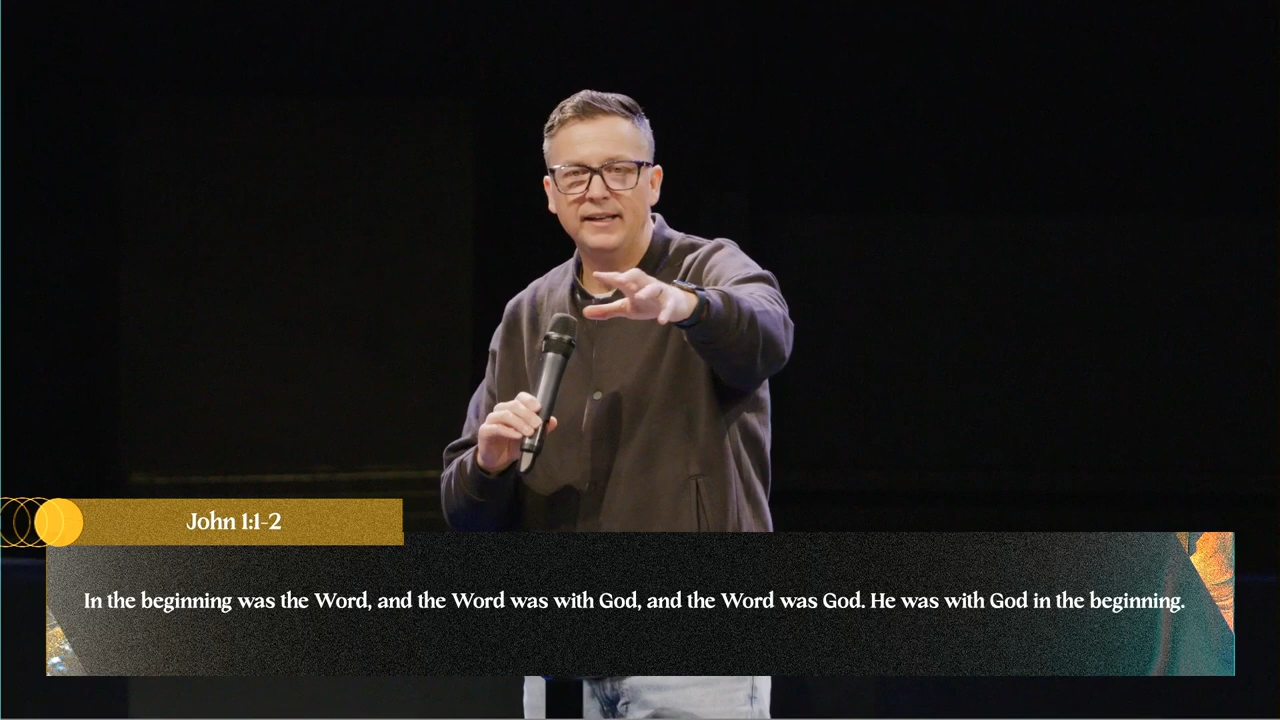 John 1:1-2
In the beginning was the Word, and the Word was with God, and the Word was God. He was with God in the beginning.